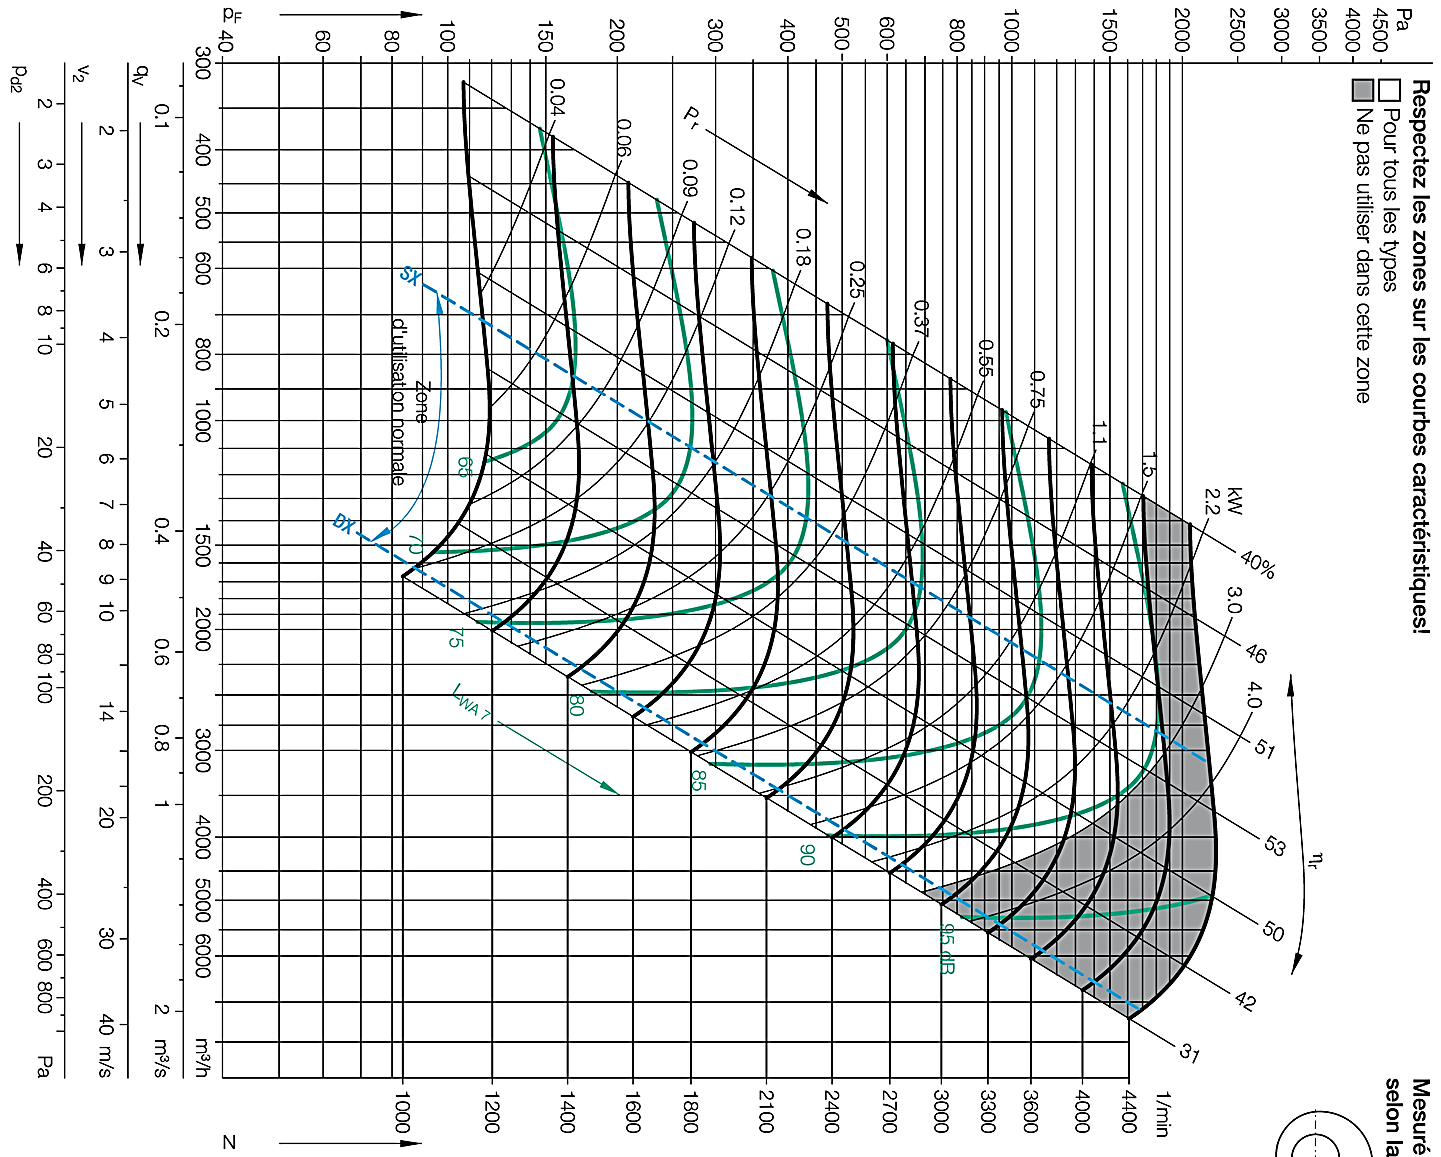 Respectez les zones sur les courbes caractéristiques!
Pour tous les types
Ne pas utiliser dans cette zone
Mesuré
selon la
Pa
4500
4000
3500
3000
2500
2000
1500
1000
800
600
500
400
300
200
150
100
80
60
40
pF
kW
0.04
0.06
0.09
0.12
0.18
0.25
0.37
0.55
0.75
1.1
1.5
2.2
3.0
4.0
40%
46
51
53
50
42
31
ηr
SX
DX
Zone
d'utilisation normale
65
70
75
80
85
90
95 dB
LWA 7
1/min
4400
4000
3600
3300
3000
2700
2400
2100
1800
1600
1400
1200
1000
N
300 400 500 600 800 1000 1500 2000 3000 4000 5000 6000 m³/h
qV 0.1 0.2 0.4 0.6 0.8 1 2 m³/s
v2 2 3 4 5 6 7 8 9 10 14 20 30 40 m/s
pd2 2 3 4 6 8 10 20 40 60 80 100 200 400 600 800 Pa